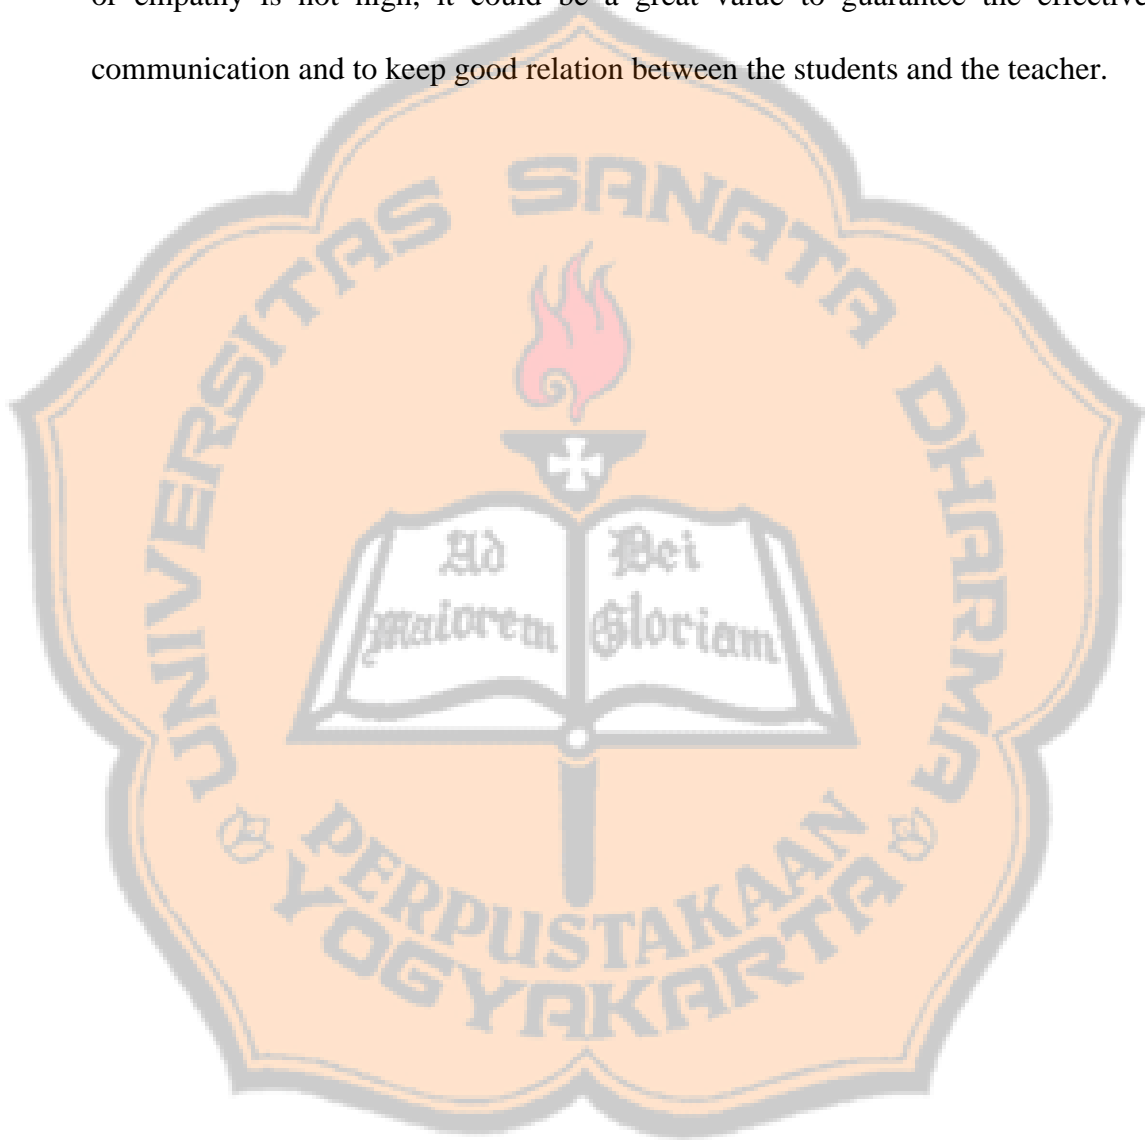 or empathy is not high, it could be a great value to guarantee the effective
communication and to keep good relation between the students and the teacher.
UNIVERSITAS SANATA DHARMA
Ad Dei
Maiorem Gloriam
PERPUSTAKAAN
YOGYAKARTA